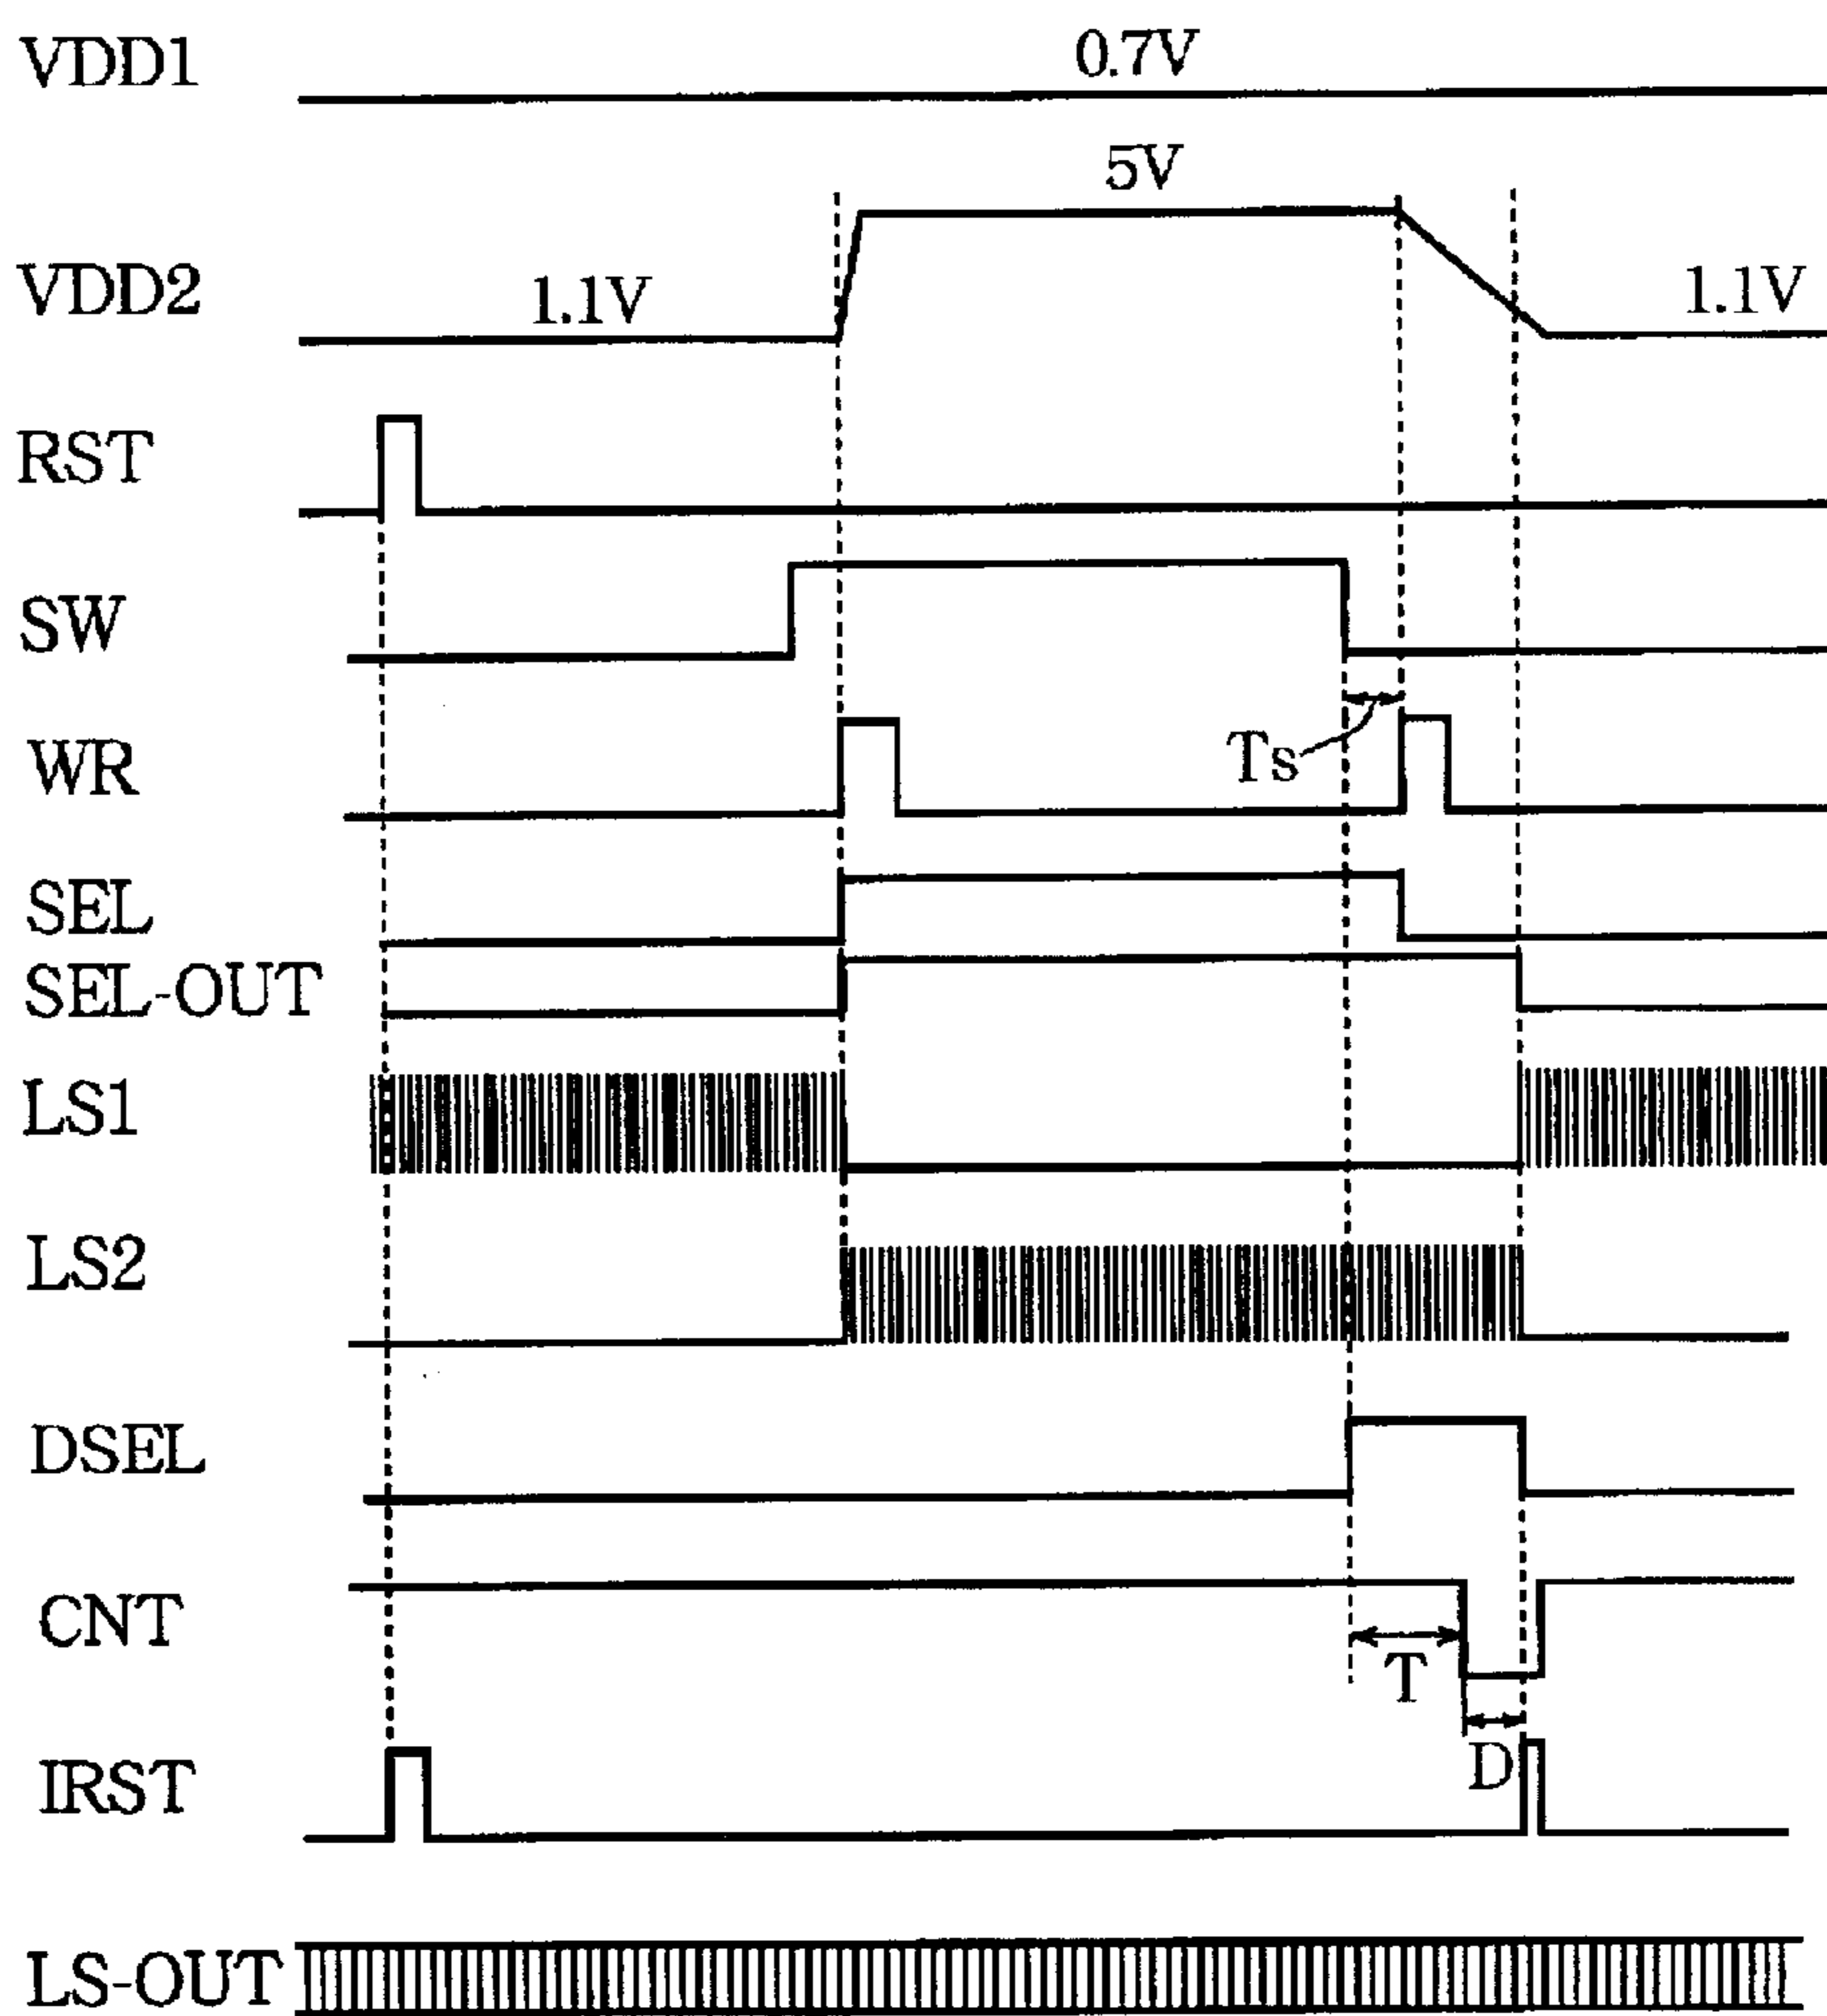 VDD1
0.7V
5V
VDD2
1.1V
1.1V
RST
SW
Ts
WR
SEL
SEL-OUT
LS1
LS2
DSEL
CNT
T
D
IRST
LS-OUT